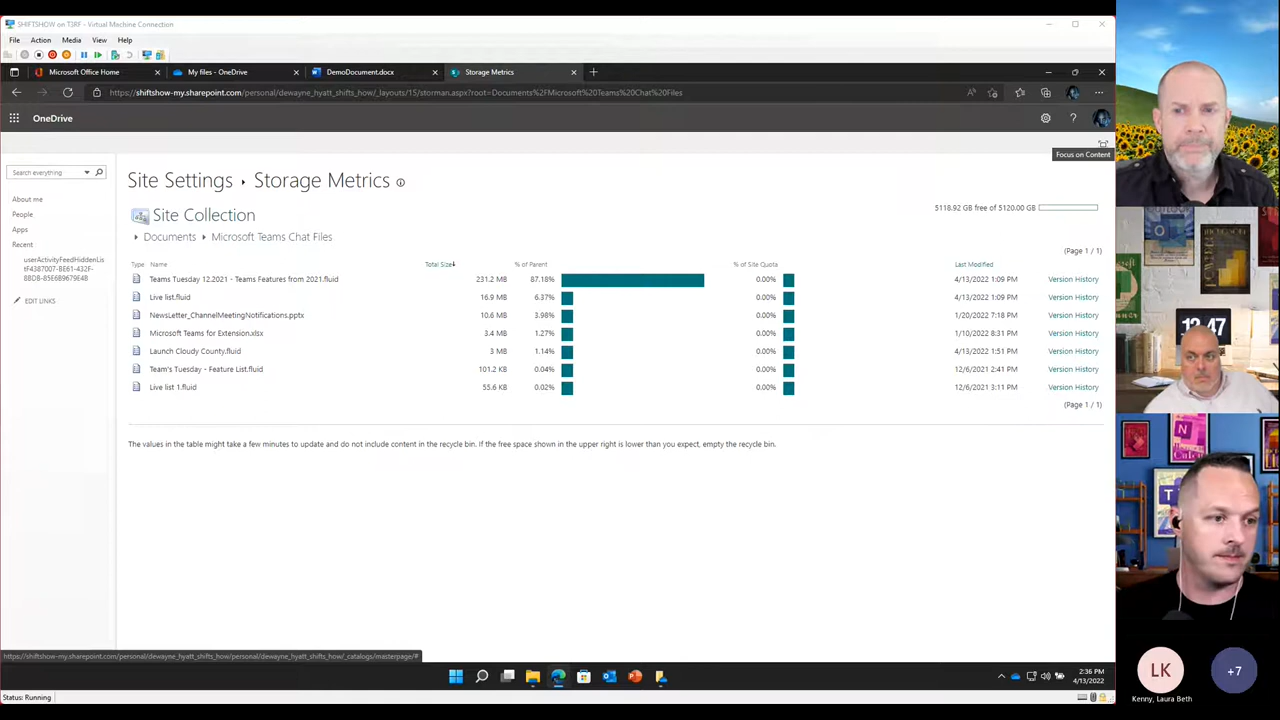 SHIFTSHOW on T3RF - Virtual Machine Connection
File Action Media View Help
Microsoft Office Home
My files - OneDrive
DemoDocument.docx
Storage Metrics
https://shiftshow-my.sharepoint.com/personal/dewayne_hyatt_shifts_how/_layouts/15/storman.aspx?root=Documents%2FMicrosoft%20Teams%20Chat%20Files
OneDrive
Focus on Content
Search everything
About me
People
Apps
Recent
userActivityFeedHiddenLis
tF4387007-BE61-432F-
88DB-85E6B9679E4B
EDIT LINKS
Site Settings › Storage Metrics
Site Collection
5118.92 GB free of 5120.00 GB
Documents › Microsoft Teams Chat Files
(Page 1 / 1)
Type Name Total Size↓ % of Parent % of Site Quota Last Modified
Teams Tuesday 12.2021 - Teams Features from 2021.fluid 231.2 MB 87.18% 0.00% 4/13/2022 1:09 PM Version History
Live list.fluid 16.9 MB 6.37% 0.00% 4/13/2022 1:09 PM Version History
NewsLetter_ChannelMeetingNotifications.pptx 10.6 MB 3.98% 0.00% 1/20/2022 7:18 PM Version History
Microsoft Teams for Extension.xlsx 3.4 MB 1.27% 0.00% 1/10/2022 8:31 PM Version History
Launch Cloudy County.fluid 3 MB 1.14% 0.00% 4/13/2022 1:51 PM Version History
Team's Tuesday - Feature List.fluid 101.2 KB 0.04% 0.00% 12/6/2021 2:41 PM Version History
Live list 1.fluid 55.6 KB 0.02% 0.00% 12/6/2021 3:11 PM Version History
(Page 1 / 1)
The values in the table might take a few minutes to update and do not include content in the recycle bin. If the free space shown in the upper right is lower than you expect, empty the recycle bin.
https://shiftshow-my.sharepoint.com/personal/dewayne_hyatt_shifts_how/personal/dewayne_hyatt_shifts_how/_catalogs/masterpage/#
2:36 PM
4/13/2022
Status: Running
LK
Kenny, Laura Beth
+7